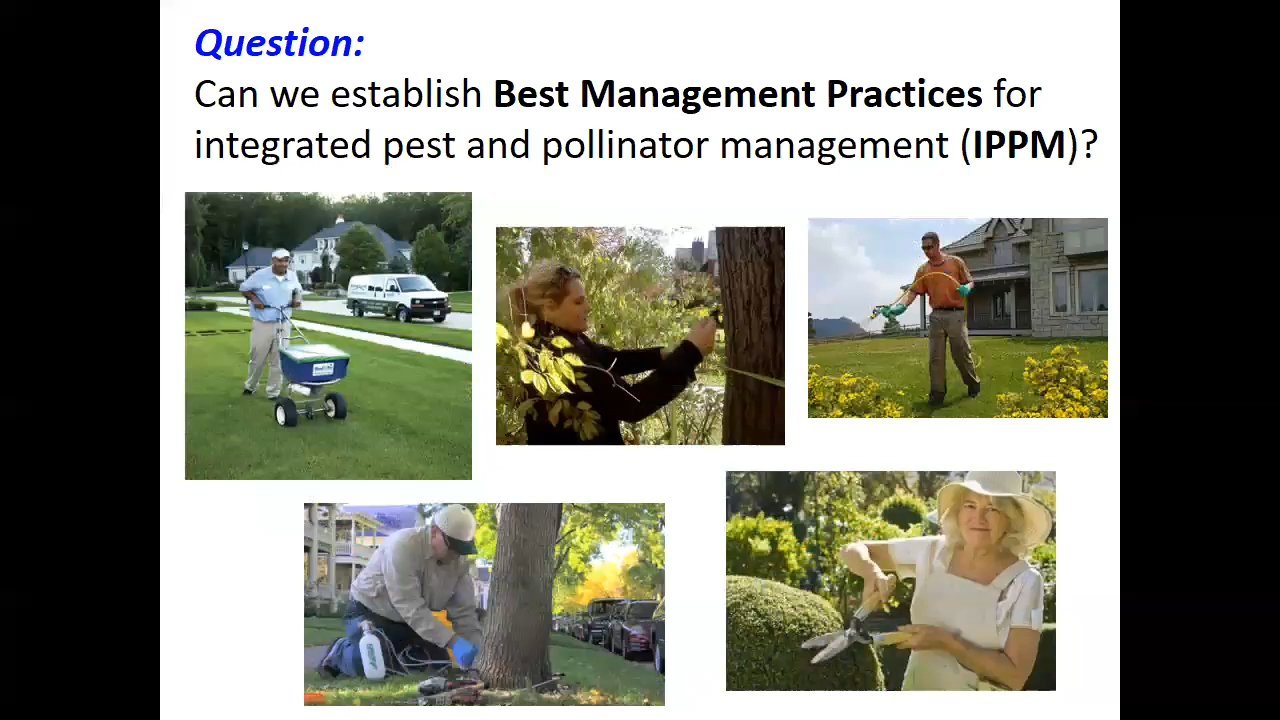 Question:
Can we establish Best Management Practices for
integrated pest and pollinator management (IPPM)?